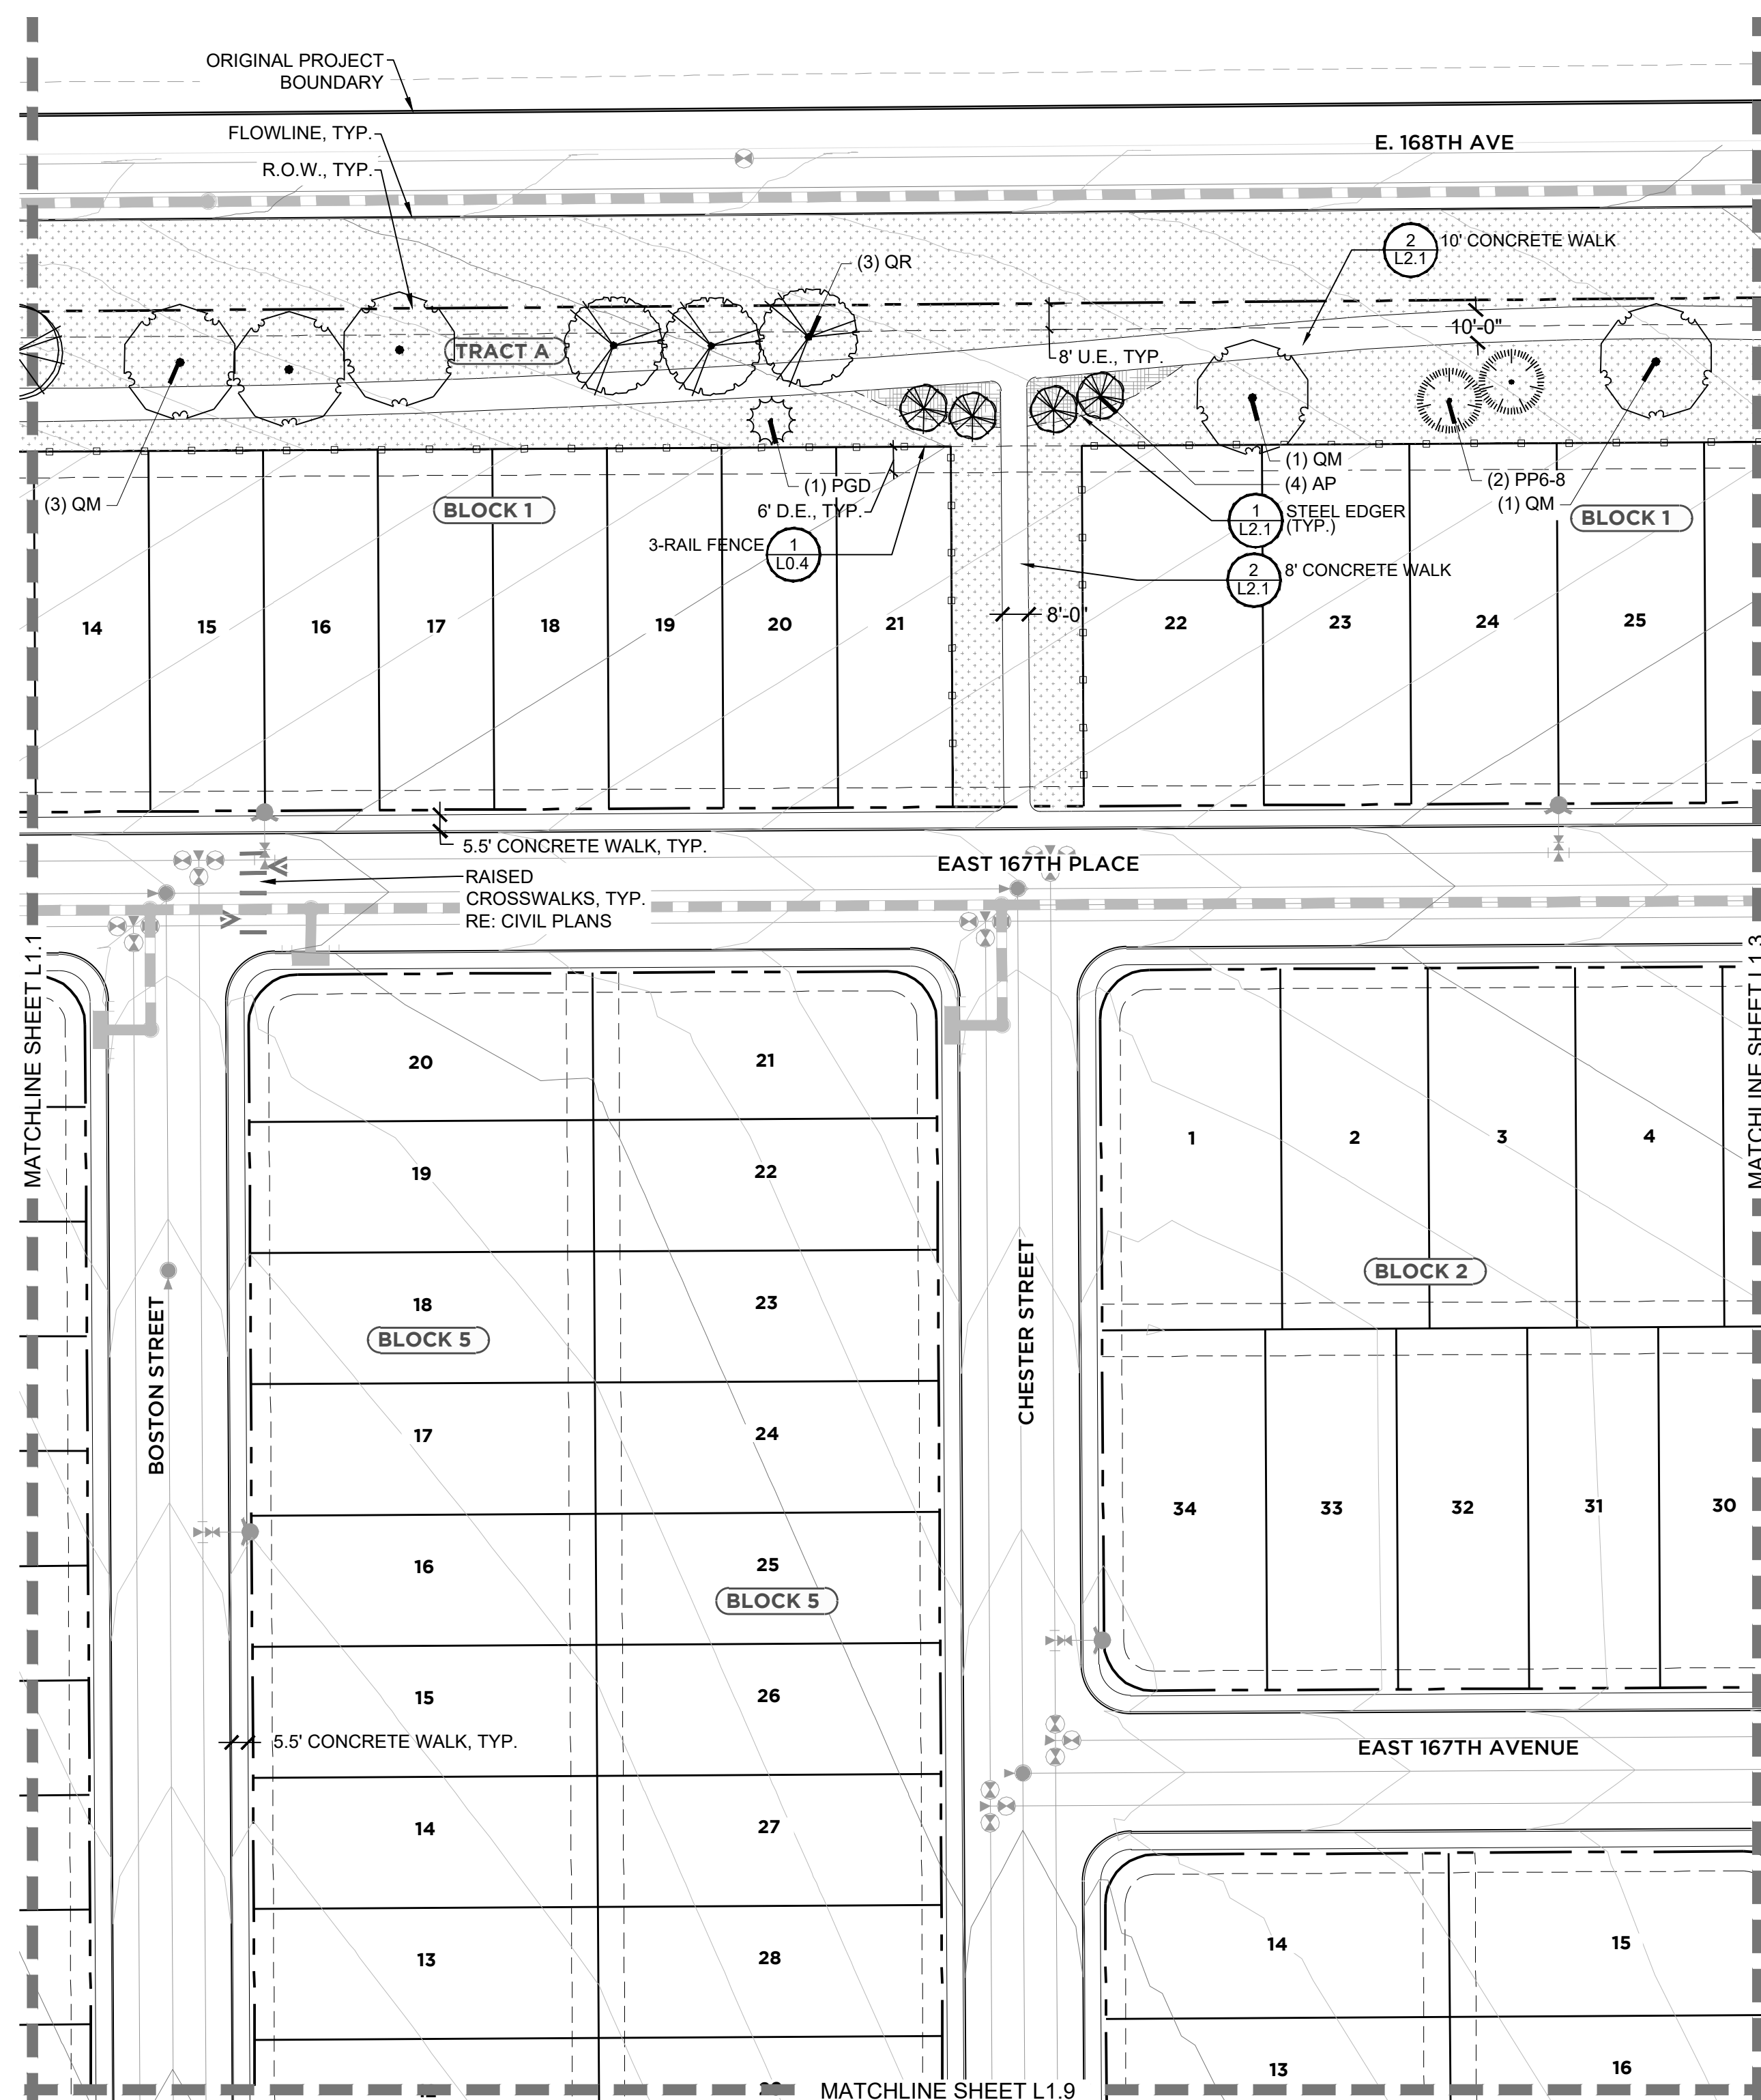 ORIGINAL PROJECT
BOUNDARY
FLOWLINE, TYP.
R.O.W., TYP.
E. 168TH AVE
(3) QR
2
L2.1
10' CONCRETE WALK
TRACT A
8' U.E., TYP.
10'-0"
(3) QM
BLOCK 1
(1) PGD
6' D.E., TYP.
3-RAIL FENCE
1
L0.4
(1) QM
(4) AP
1
L2.1
STEEL EDGER
(TYP.)
2
L2.1
8' CONCRETE WALK
(2) PP6-8
(1) QM
BLOCK 1
8'-0"
14
15
16
17
18
19
20
21
22
23
24
25
5.5' CONCRETE WALK, TYP.
EAST 167TH PLACE
RAISED
CROSSWALKS, TYP.
RE: CIVIL PLANS
MATCHLINE SHEET L1.1
MATCHLINE SHEET L1.3
20
21
19
22
18
23
BLOCK 5
17
24
16
25
BLOCK 5
15
26
5.5' CONCRETE WALK, TYP.
14
27
13
28
BOSTON STREET
CHESTER STREET
1
2
3
4
BLOCK 2
34
33
32
31
30
EAST 167TH AVENUE
14
15
13
16
MATCHLINE SHEET L1.9